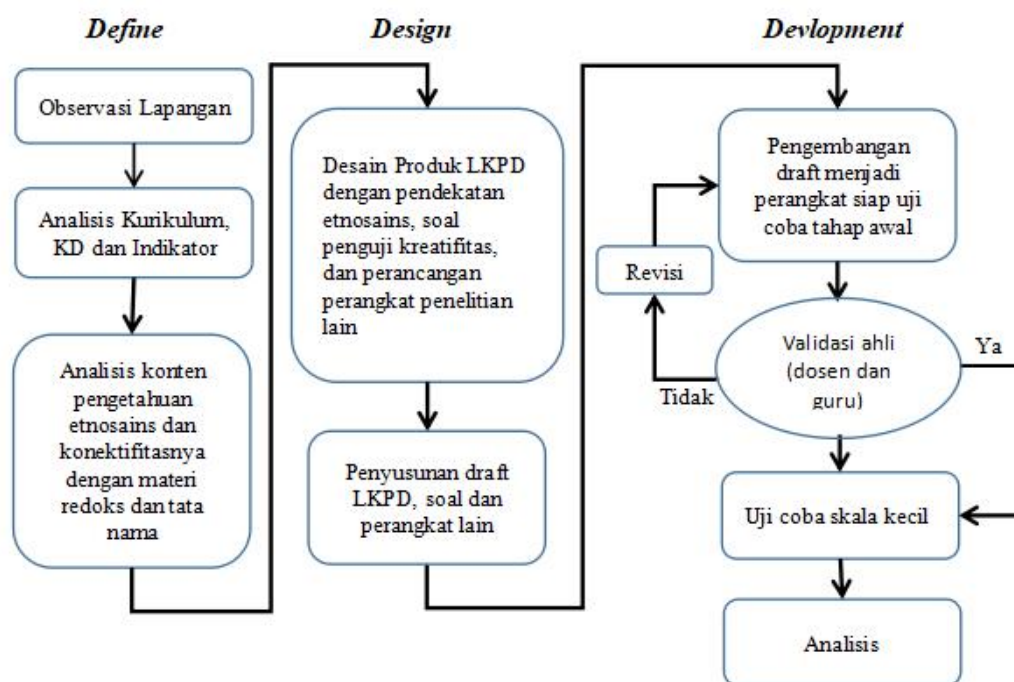 Define
Observasi Lapangan
Analisis Kurikulum,
KD dan Indikator
Analisis konten
pengetahuan
etnosains dan
konektifitasnya
dengan materi
redoks dan tata
nama
Design
Desain Produk LKPD
dengan pendekatan
etnosains, soal
penguji kreatifitas,
dan perancangan
perangkat penelitian
lain
Penyusunan draft
LKPD, soal dan
perangkat lain
Devlopment
Pengembangan
draft menjadi
perangkat siap uji
coba tahap awal
Revisi
Validasi ahli
(dosen dan
guru)
Ya
Tidak
Uji coba skala kecil
Analisis